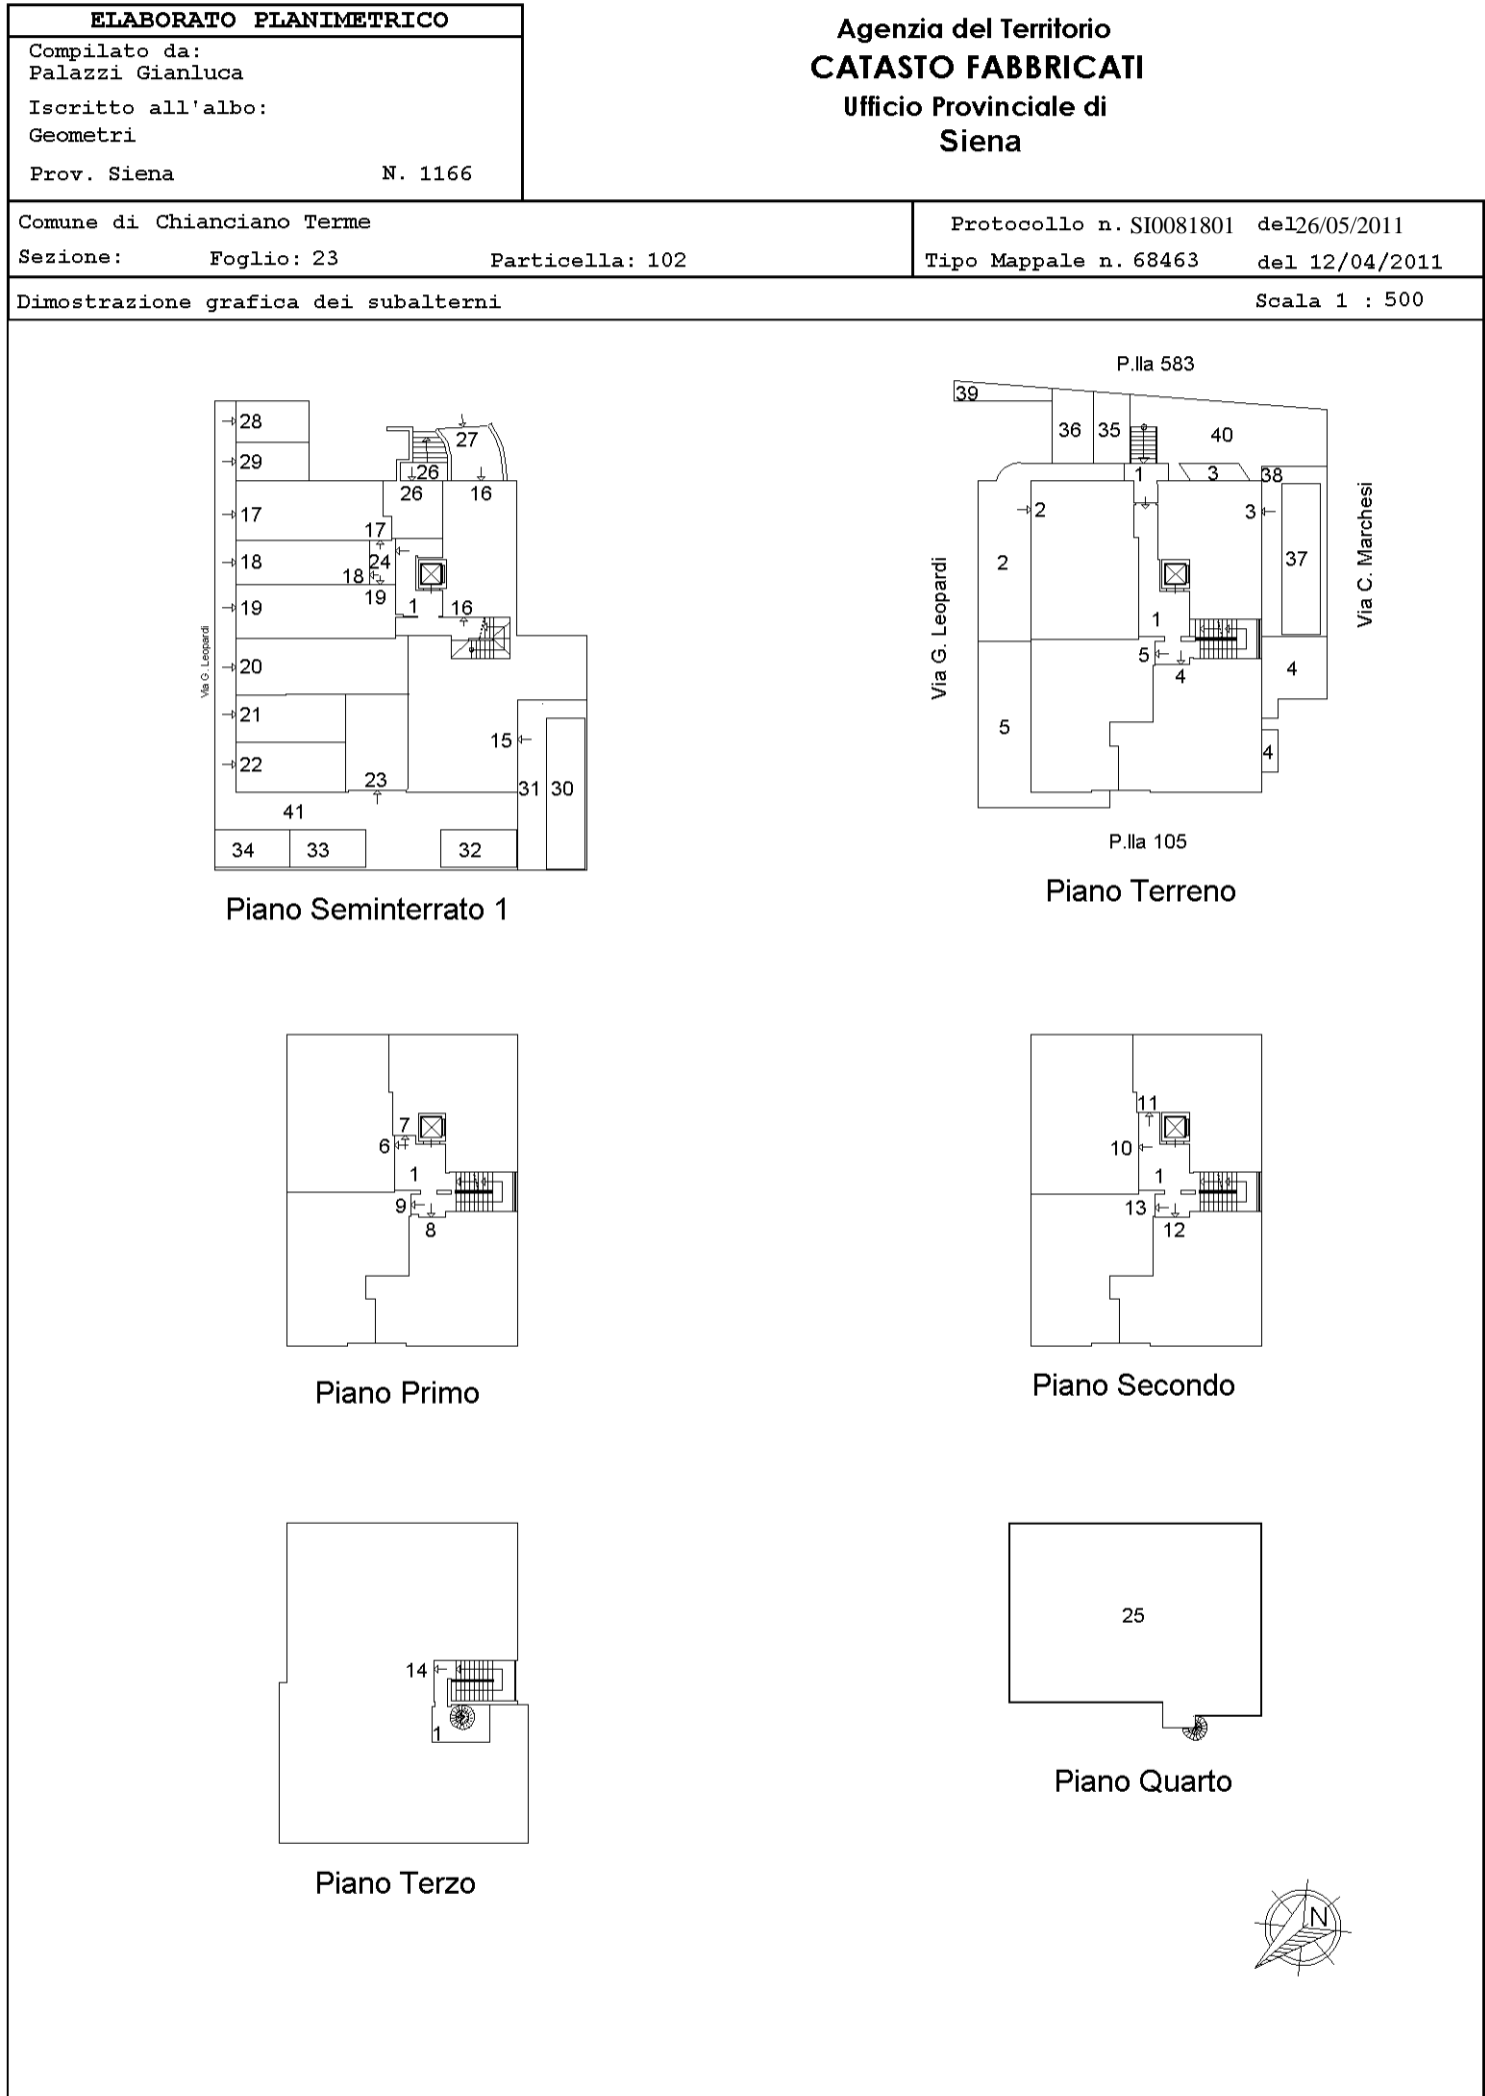 ELABORATO PLANIMETRICO
Compilato da:
Palazzi Gianluca
Iscritto all'albo:
Geometri
Prov. Siena N. 1166
Agenzia del Territorio
CATASTO FABBRICATI
Ufficio Provinciale di
Siena
Comune di Chianciano Terme
Sezione: Foglio: 23 Particella: 102
Protocollo n. SI0081801 del26/05/2011
Tipo Mappale n. 68463 del 12/04/2011
Dimostrazione grafica dei subalterni Scala 1 : 500
28
27
29
26
26 16
17
17
18 24
18
19 19 1 16
20
21
15
22
23
31 30
41
34 33 32
Via G. Leopardi
Piano Seminterrato 1
P.lla 583
39
36 35 40
1 3 38
2 3
2 37
1
5
4 4
5
4
Via G. Leopardi
Via C. Marchesi
P.lla 105
Piano Terreno
7
6
1
9
8
Piano Primo
11
10
1
13
12
Piano Secondo
14
1
Piano Terzo
25
Piano Quarto
N